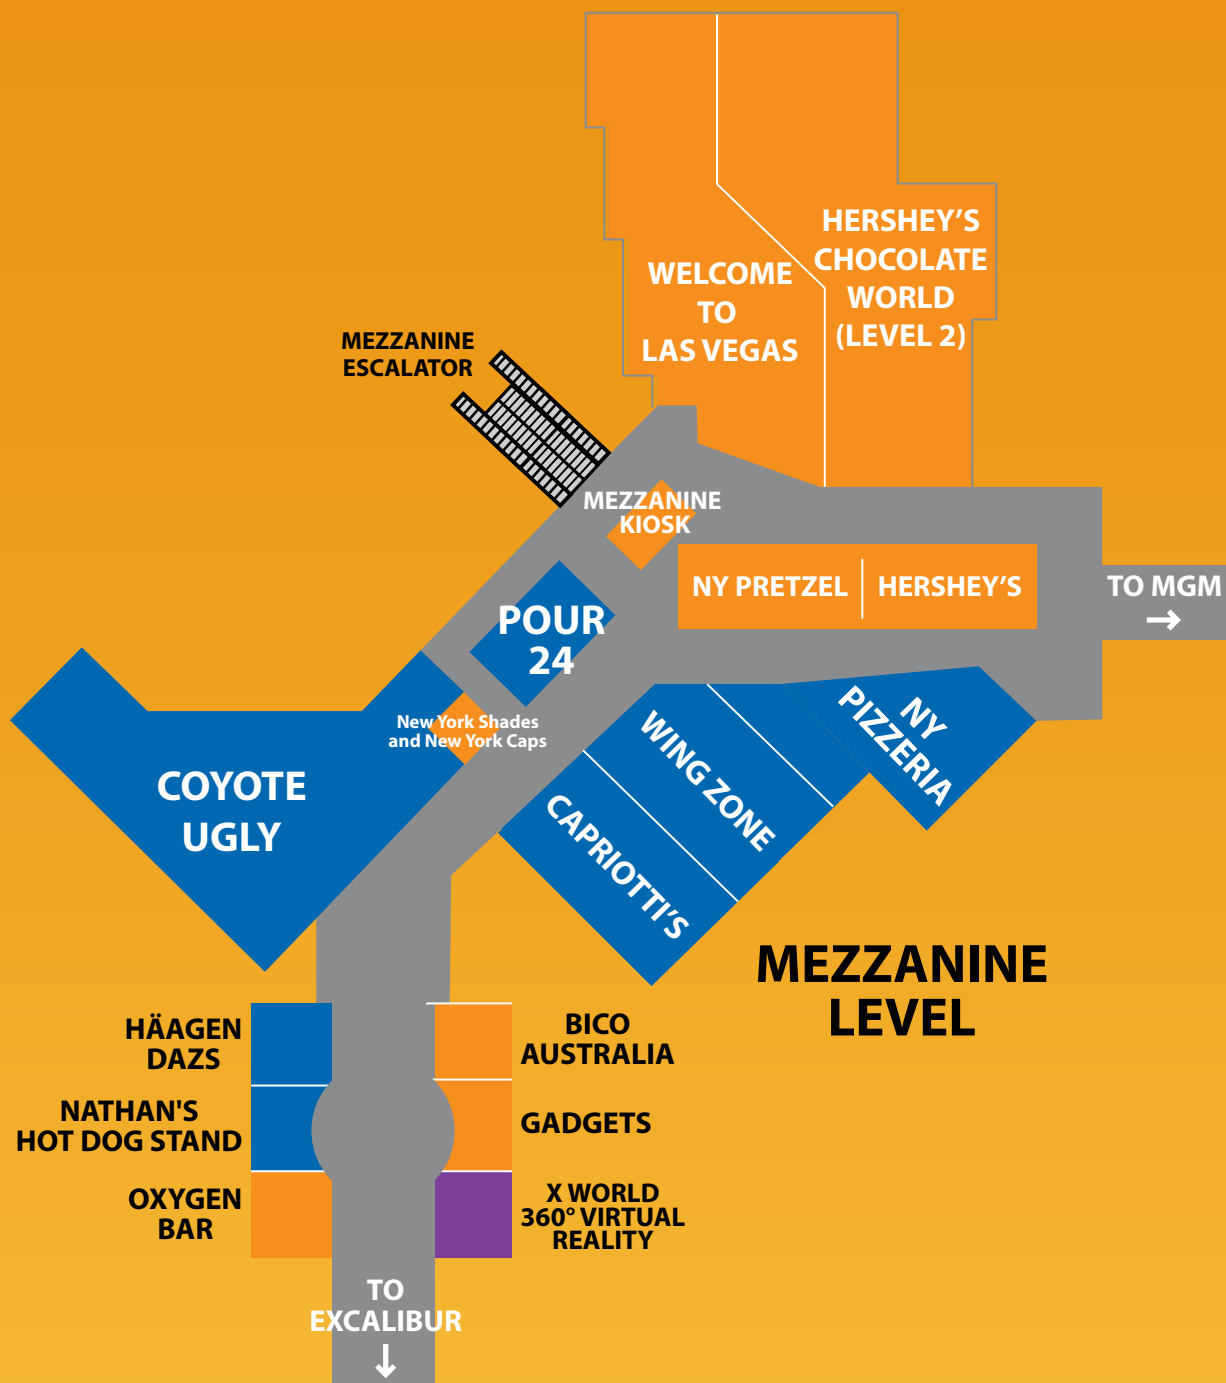 HERSHEY'S
CHOCOLATE
WORLD
(LEVEL 2)
WELCOME
TO
LAS VEGAS
MEZZANINE
ESCALATOR
MEZZANINE
KIOSK
NY PRETZEL
HERSHEY'S
TO MGM
→
POUR
24
New York Shades
and New York Caps
COYOTE
UGLY
NY
PIZZERIA
WING ZONE
CAPRIOTTI'S
MEZZANINE
LEVEL
HÄAGEN
DAZS
BICO
AUSTRALIA
NATHAN'S
HOT DOG STAND
GADGETS
OXYGEN
BAR
X WORLD
360° VIRTUAL
REALITY
TO
EXCALIBUR
↓